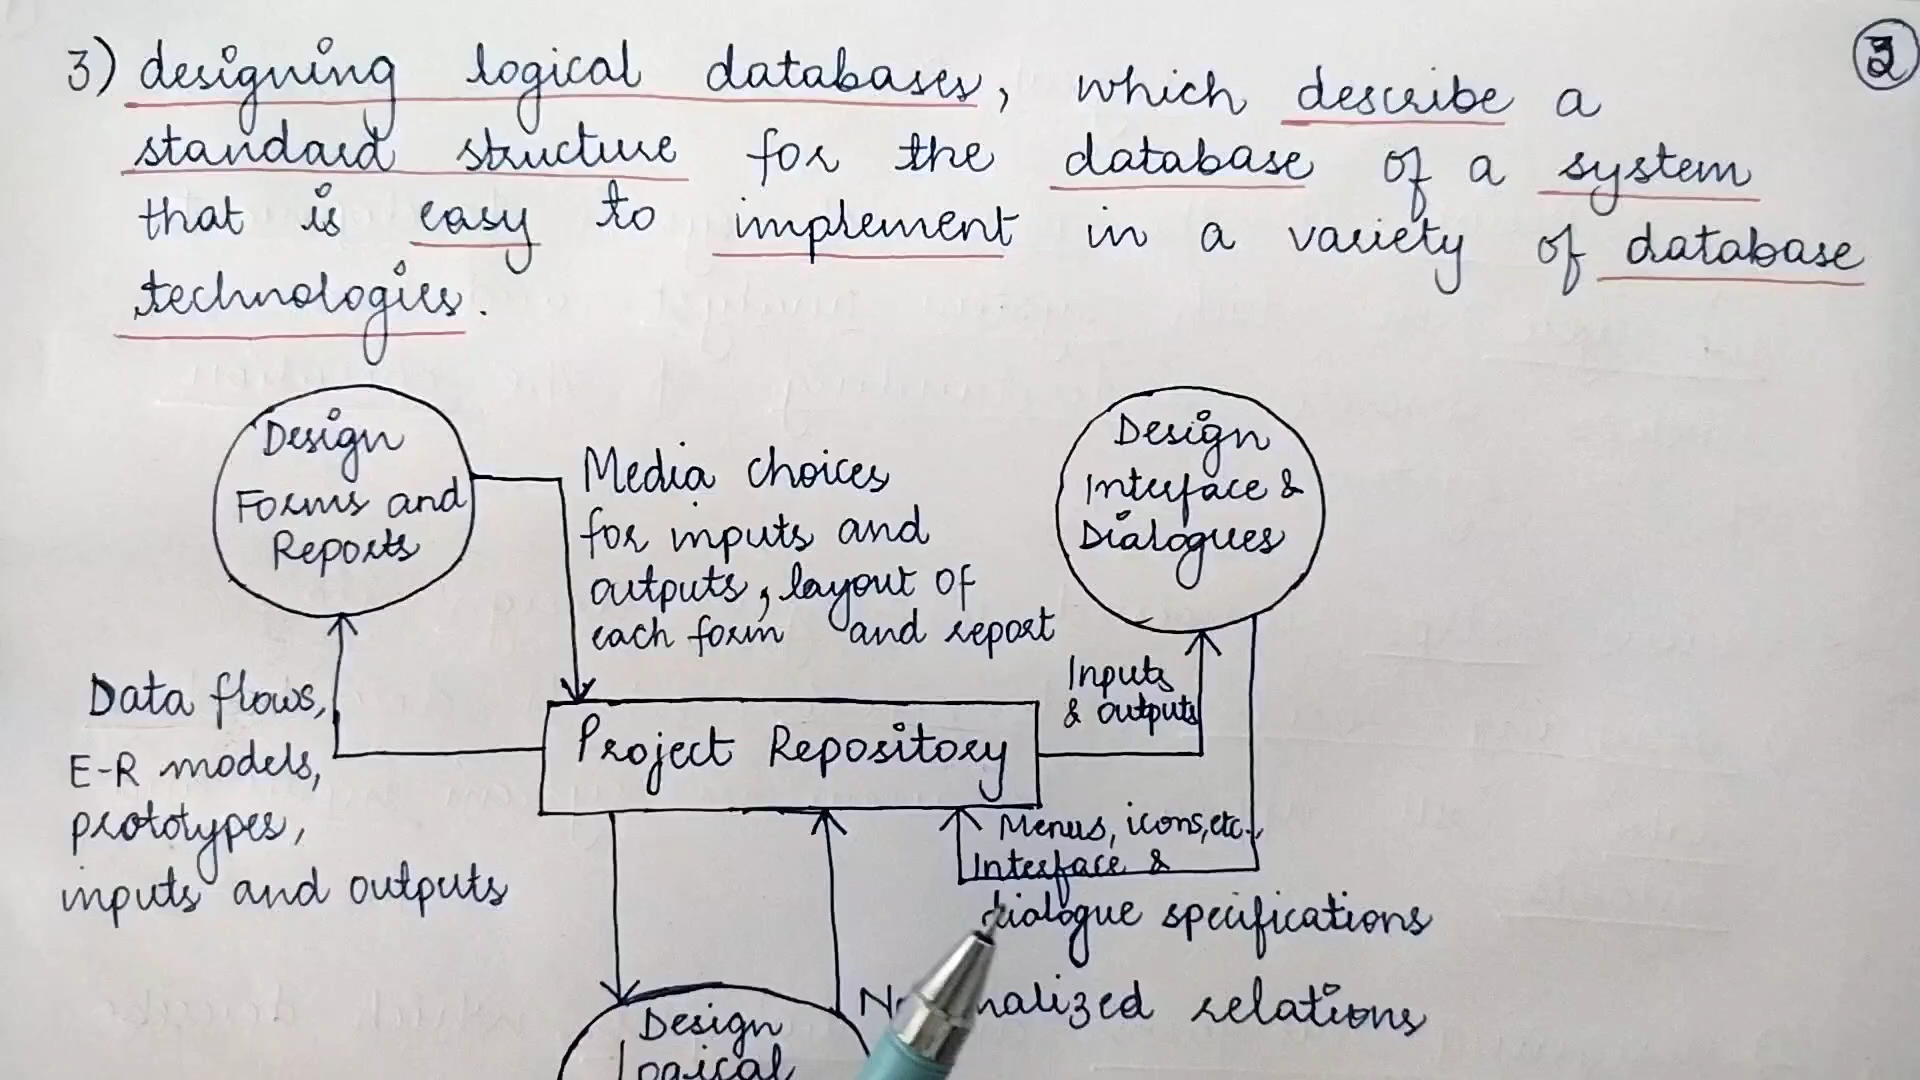 3) designing logical databases, which describe a
standard structure for the database of a system
that is easy to implement in a variety of database
technologies.
Design
Forms and
Reports
Media choices
for inputs and
outputs, layout of
each form and report
Design
Interface &
Dialogues
Data flows,
E-R models,
prototypes,
inputs and outputs
Project Repository
Inputs
& outputs
Menus, icons, etc.,
Interface &
dialogue specifications
relations
Design
Logical